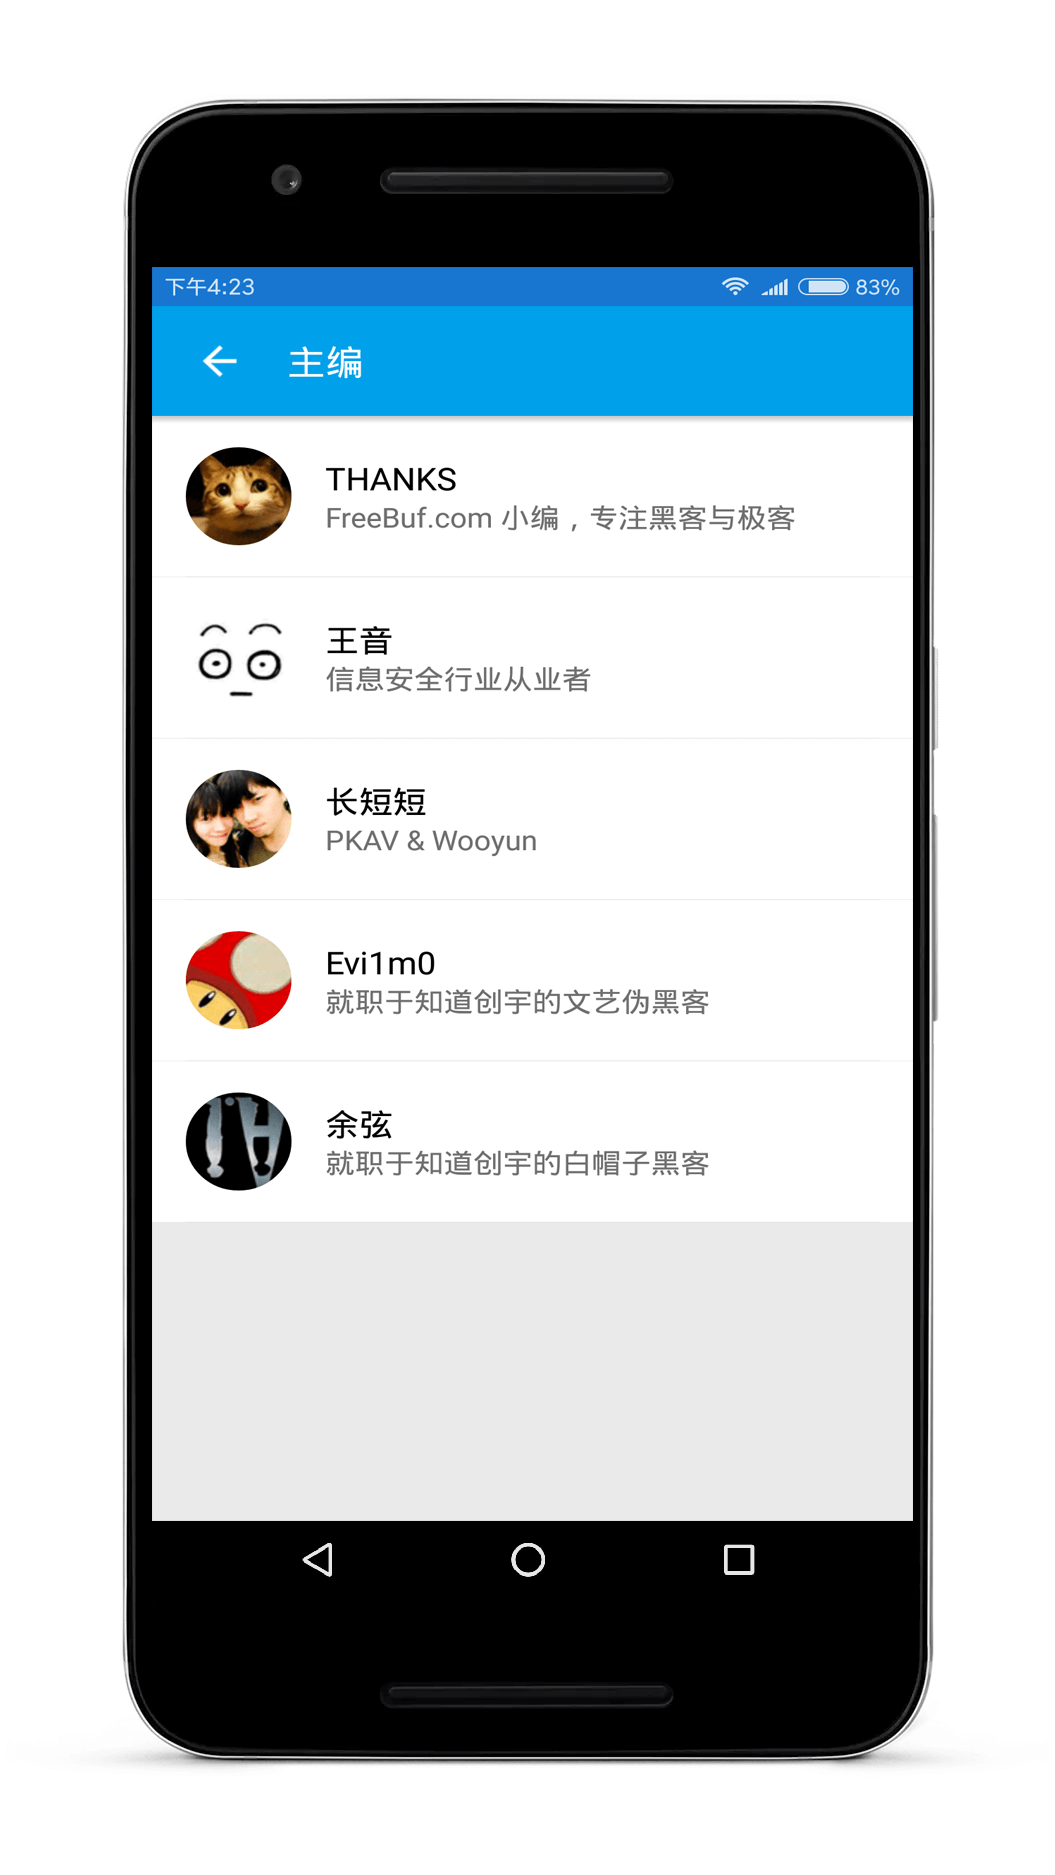 下午4:23 83%
主编
THANKS
FreeBuf.com 小编，专注黑客与极客
王音
信息安全行业从业者
长短短
PKAV & Wooyun
Evi1m0
就职于知道创宇的文艺伪黑客
余弦
就职于知道创宇的白帽子黑客